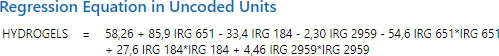 Regression Equation in Uncoded Units
HYDROGELS = 58,26 + 85,9 IRG 651 - 33,4 IRG 184 - 2,30 IRG 2959 - 54,6 IRG 651*IRG 651
+ 27,6 IRG 184*IRG 184 + 4,46 IRG 2959*IRG 2959